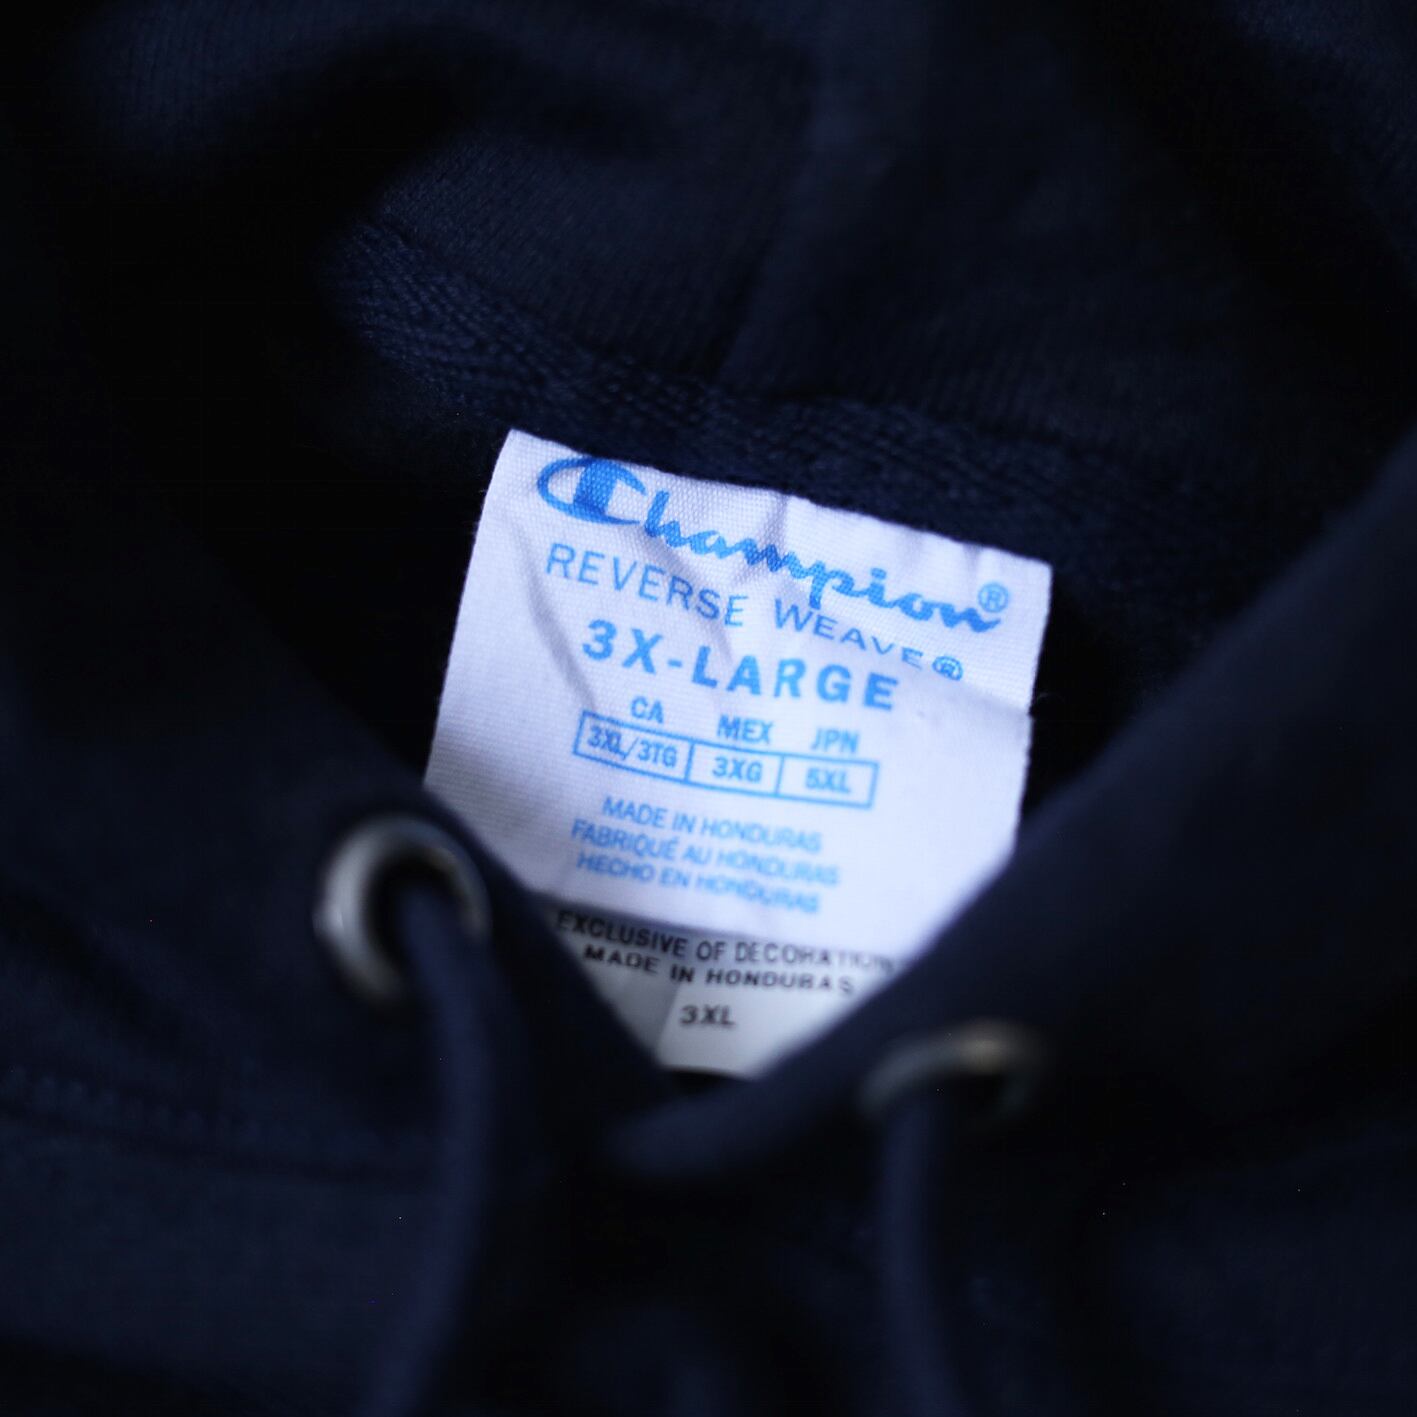 Champion®
REVERSE WEAVE®
3X-LARGE
CA MEX JPN
3XL/3TG 3XG 5XL
MADE IN HONDURAS
FABRIQUÉ AU HONDURAS
HECHO EN HONDURAS
EXCLUSIVE OF DECORATION
MADE IN HONDURAS
3XL